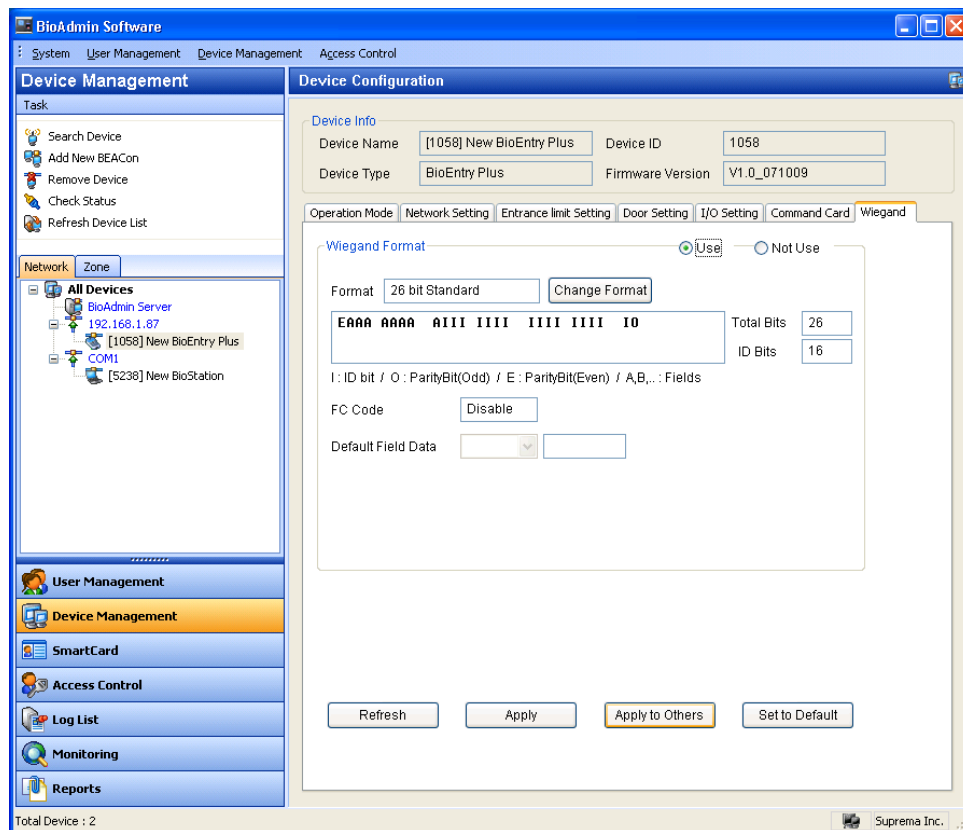 BioAdmin Software
System User Management Device Management Access Control
Device Management
Task
Search Device
Add New BEACon
Remove Device
Check Status
Refresh Device List
Network Zone
All Devices
BioAdmin Server
192.168.1.87
[1058] New BioEntry Plus
COM1
[5238] New BioStation
User Management
Device Management
SmartCard
Access Control
Log List
Monitoring
Reports
Device Configuration
Device Info
Device Name [1058] New BioEntry Plus Device ID 1058
Device Type BioEntry Plus Firmware Version V1.0_071009
Operation Mode Network Setting Entrance limit Setting Door Setting I/O Setting Command Card Wiegand
Wiegand Format Use Not Use
Format 26 bit Standard Change Format
EAAA AAAA AIII IIII IIII IIII IO Total Bits 26
ID Bits 16
I : ID bit / O : ParityBit(Odd) / E : ParityBit(Even) / A,B,.. : Fields
FC Code Disable
Default Field Data
Refresh Apply Apply to Others Set to Default
Total Device : 2 Suprema Inc.